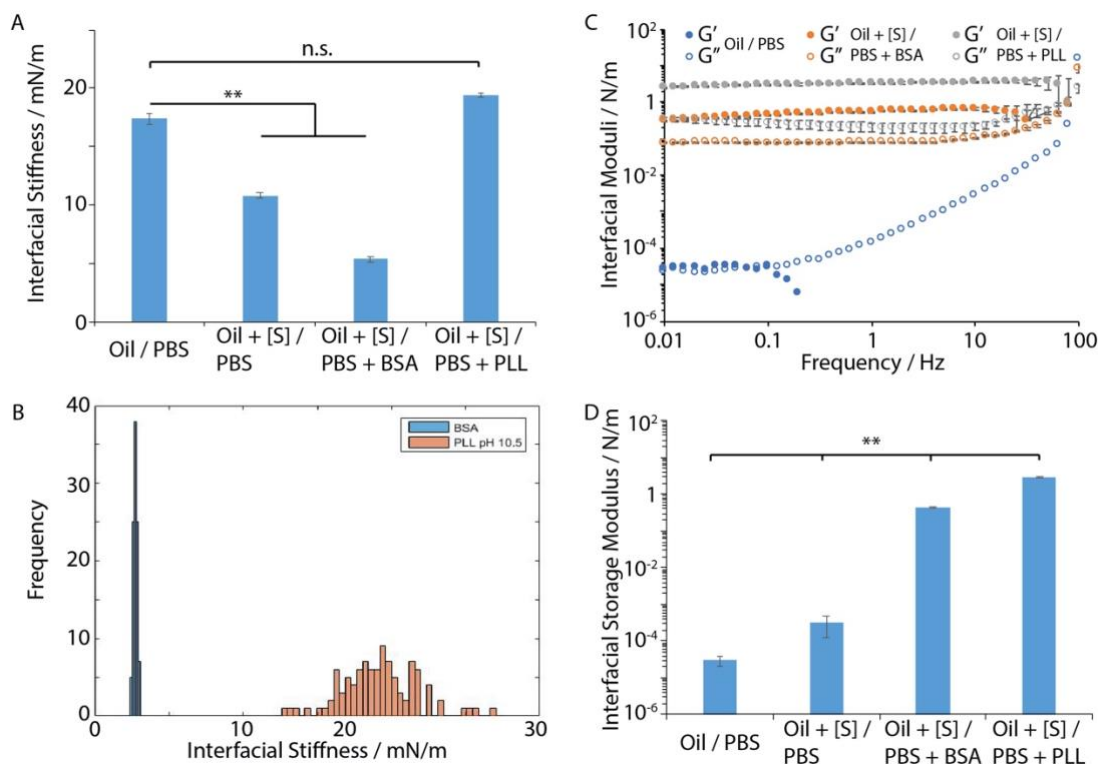 A
Interfacial Stiffness / mN/m
20
10
0
n.s.
**
Oil / PBS
Oil + [S] /
PBS
Oil + [S] /
PBS + BSA
Oil + [S] /
PBS + PLL
B
Frequency
40
30
20
10
0
BSA
PLL pH 10.5
0
10
20
30
Interfacial Stiffness / mN/m
C
Interfacial Moduli / N/m
10²
1
10⁻²
10⁻⁴
10⁻⁶
G' G'' Oil / PBS
G' G'' Oil + [S] /
PBS + BSA
G' G'' Oil + [S] /
PBS + PLL
0.01
0.1
1
10
100
Frequency / Hz
D
Interfacial Storage Modulus / N/m
10²
1
10⁻²
10⁻⁴
10⁻⁶
**
Oil / PBS
Oil + [S] /
PBS
Oil + [S] /
PBS + BSA
Oil + [S] /
PBS + PLL